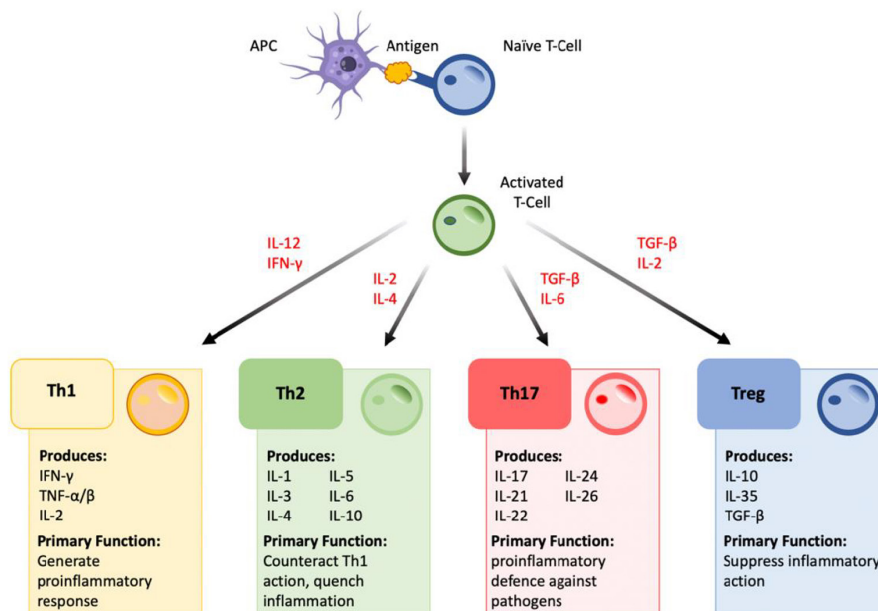 APC
Antigen
Naïve T-Cell
Activated
T-Cell
IL-12
IFN-γ
IL-2
IL-4
TGF-β
IL-6
TGF-β
IL-2
Th1
Produces:
IFN-γ
TNF-α/β
IL-2
Primary Function:
Generate
proinflammatory
response
Th2
Produces:
IL-1 IL-5
IL-3 IL-6
IL-4 IL-10
Primary Function:
Counteract Th1
action, quench
inflammation
Th17
Produces:
IL-17 IL-24
IL-21 IL-26
IL-22
Primary Function:
proinflammatory
defence against
pathogens
Treg
Produces:
IL-10
IL-35
TGF-β
Primary Function:
Suppress inflammatory
action